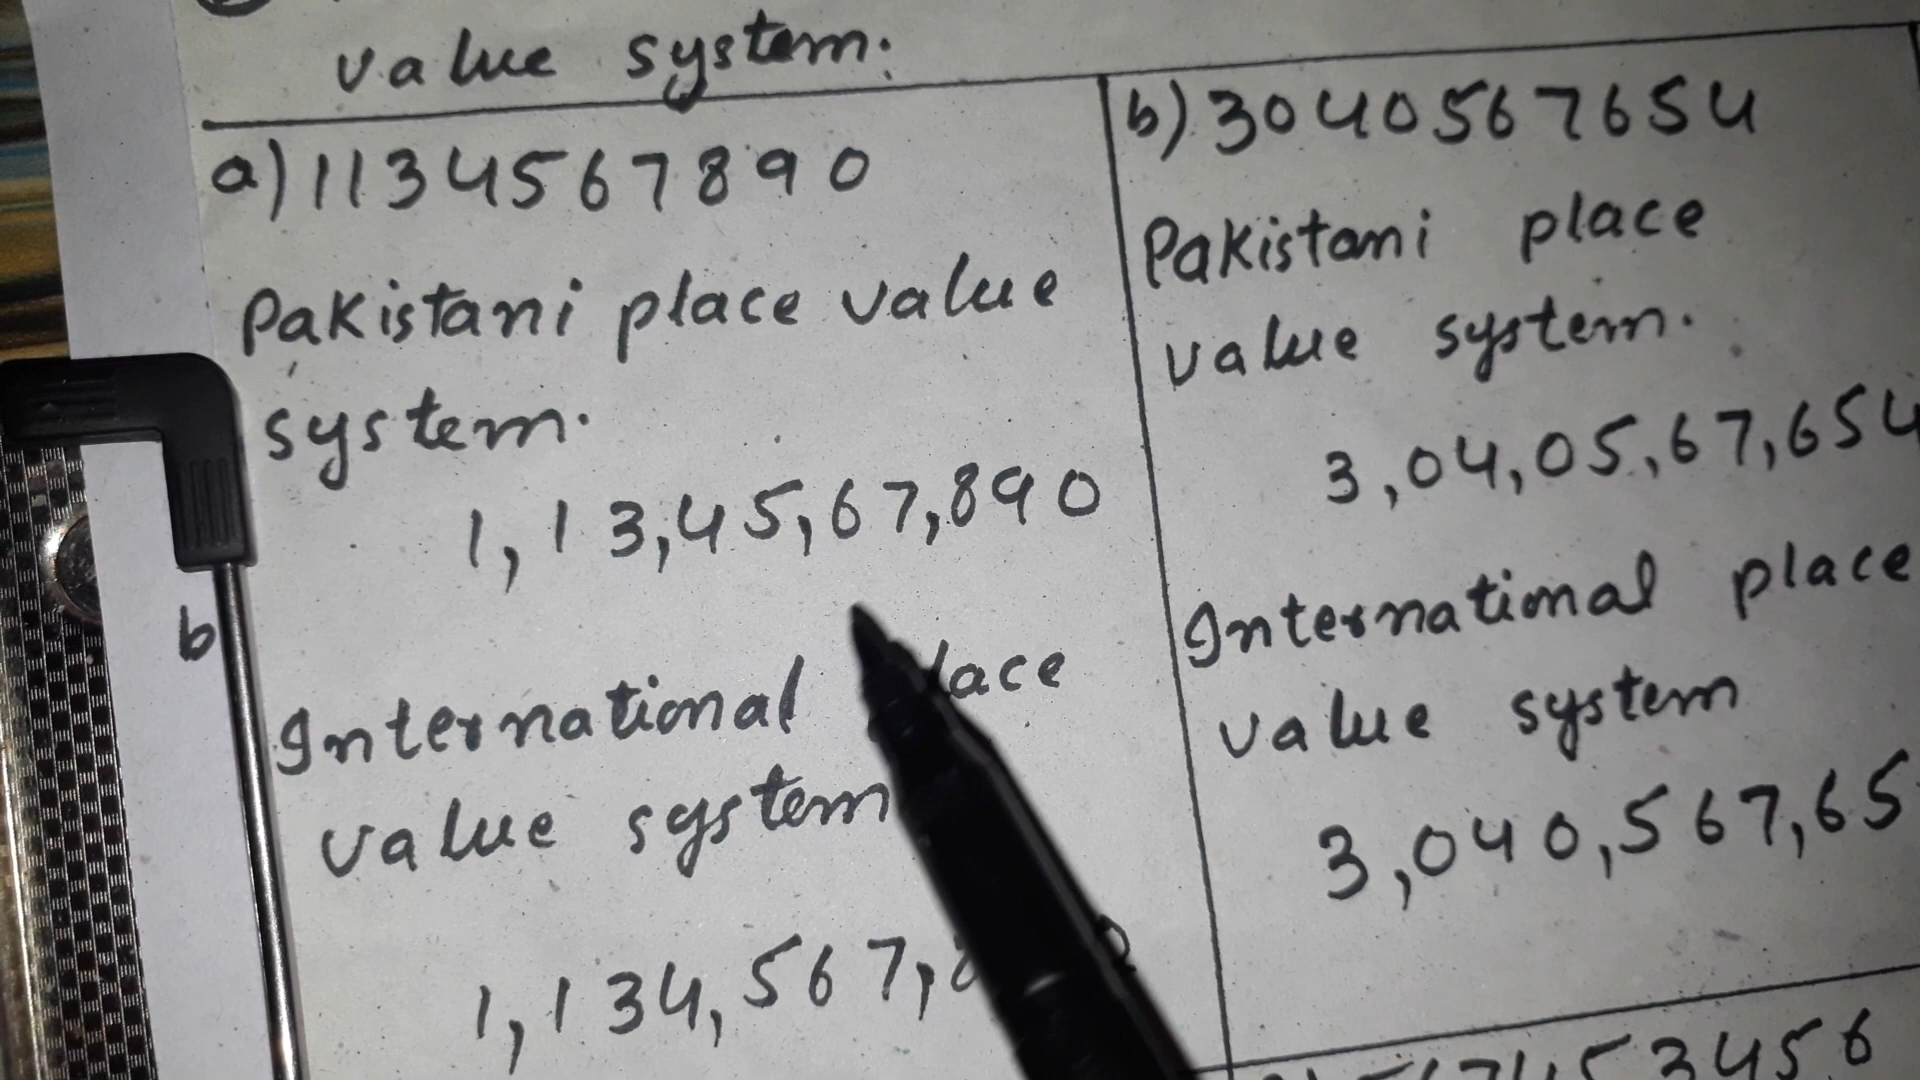 value system.
a) 1134567890
Pakistani place value
system.
1,13,45,67,890
International
value system
1,134,567,
b) 3040567654
Pakistani place
value system.
3,04,05,67,654
International place
value system
3,040,567,65
b
3456